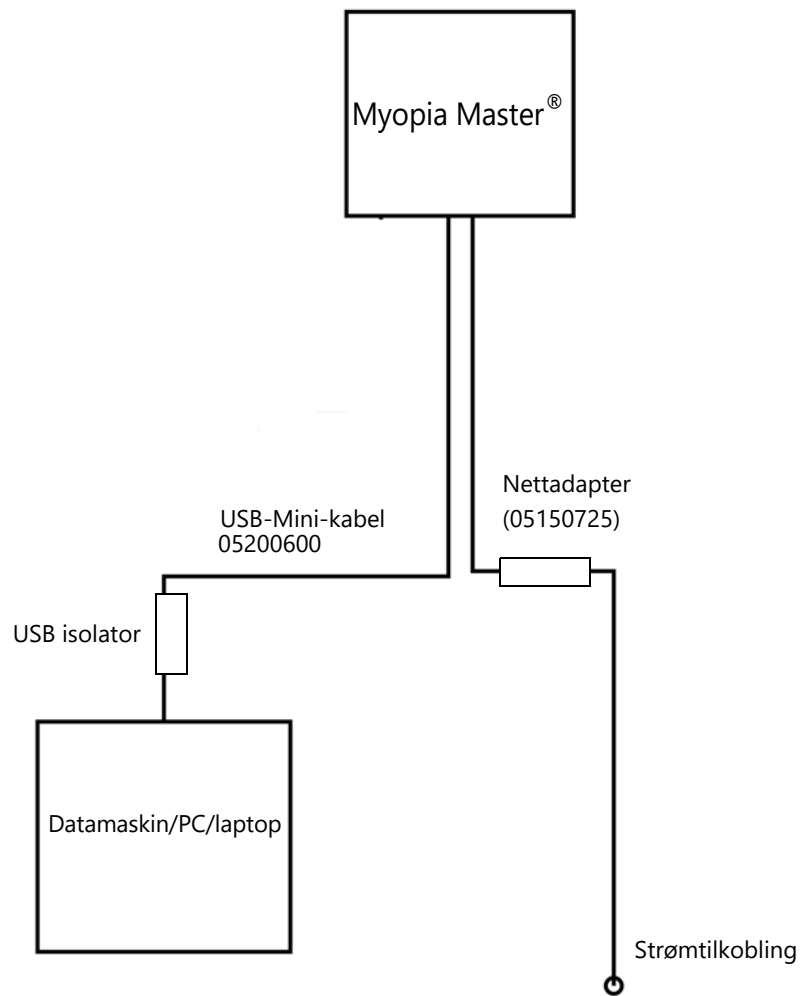 Myopia Master®
Nettadapter
(05150725)
USB-Mini-kabel
05200600
USB isolator
Datamaskin/PC/laptop
Strømtilkobling